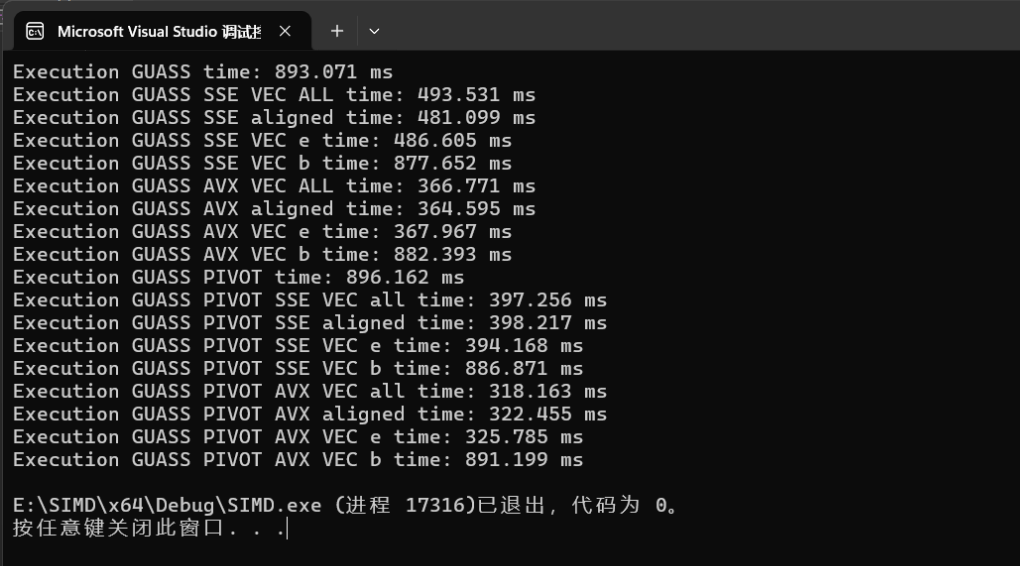 Microsoft Visual Studio 调试
Execution GUASS time: 893.071 ms
Execution GUASS SSE VEC ALL time: 493.531 ms
Execution GUASS SSE aligned time: 481.099 ms
Execution GUASS SSE VEC e time: 486.605 ms
Execution GUASS SSE VEC b time: 877.652 ms
Execution GUASS AVX VEC ALL time: 366.771 ms
Execution GUASS AVX aligned time: 364.595 ms
Execution GUASS AVX VEC e time: 367.967 ms
Execution GUASS AVX VEC b time: 882.393 ms
Execution GUASS PIVOT time: 896.162 ms
Execution GUASS PIVOT SSE VEC all time: 397.256 ms
Execution GUASS PIVOT SSE aligned time: 398.217 ms
Execution GUASS PIVOT SSE VEC e time: 394.168 ms
Execution GUASS PIVOT SSE VEC b time: 886.871 ms
Execution GUASS PIVOT AVX VEC all time: 318.163 ms
Execution GUASS PIVOT AVX aligned time: 322.455 ms
Execution GUASS PIVOT AVX VEC e time: 325.785 ms
Execution GUASS PIVOT AVX VEC b time: 891.199 ms
E:\SIMD\x64\Debug\SIMD.exe (进程 17316)已退出，代码为 0。
按任意键关闭此窗口. . .